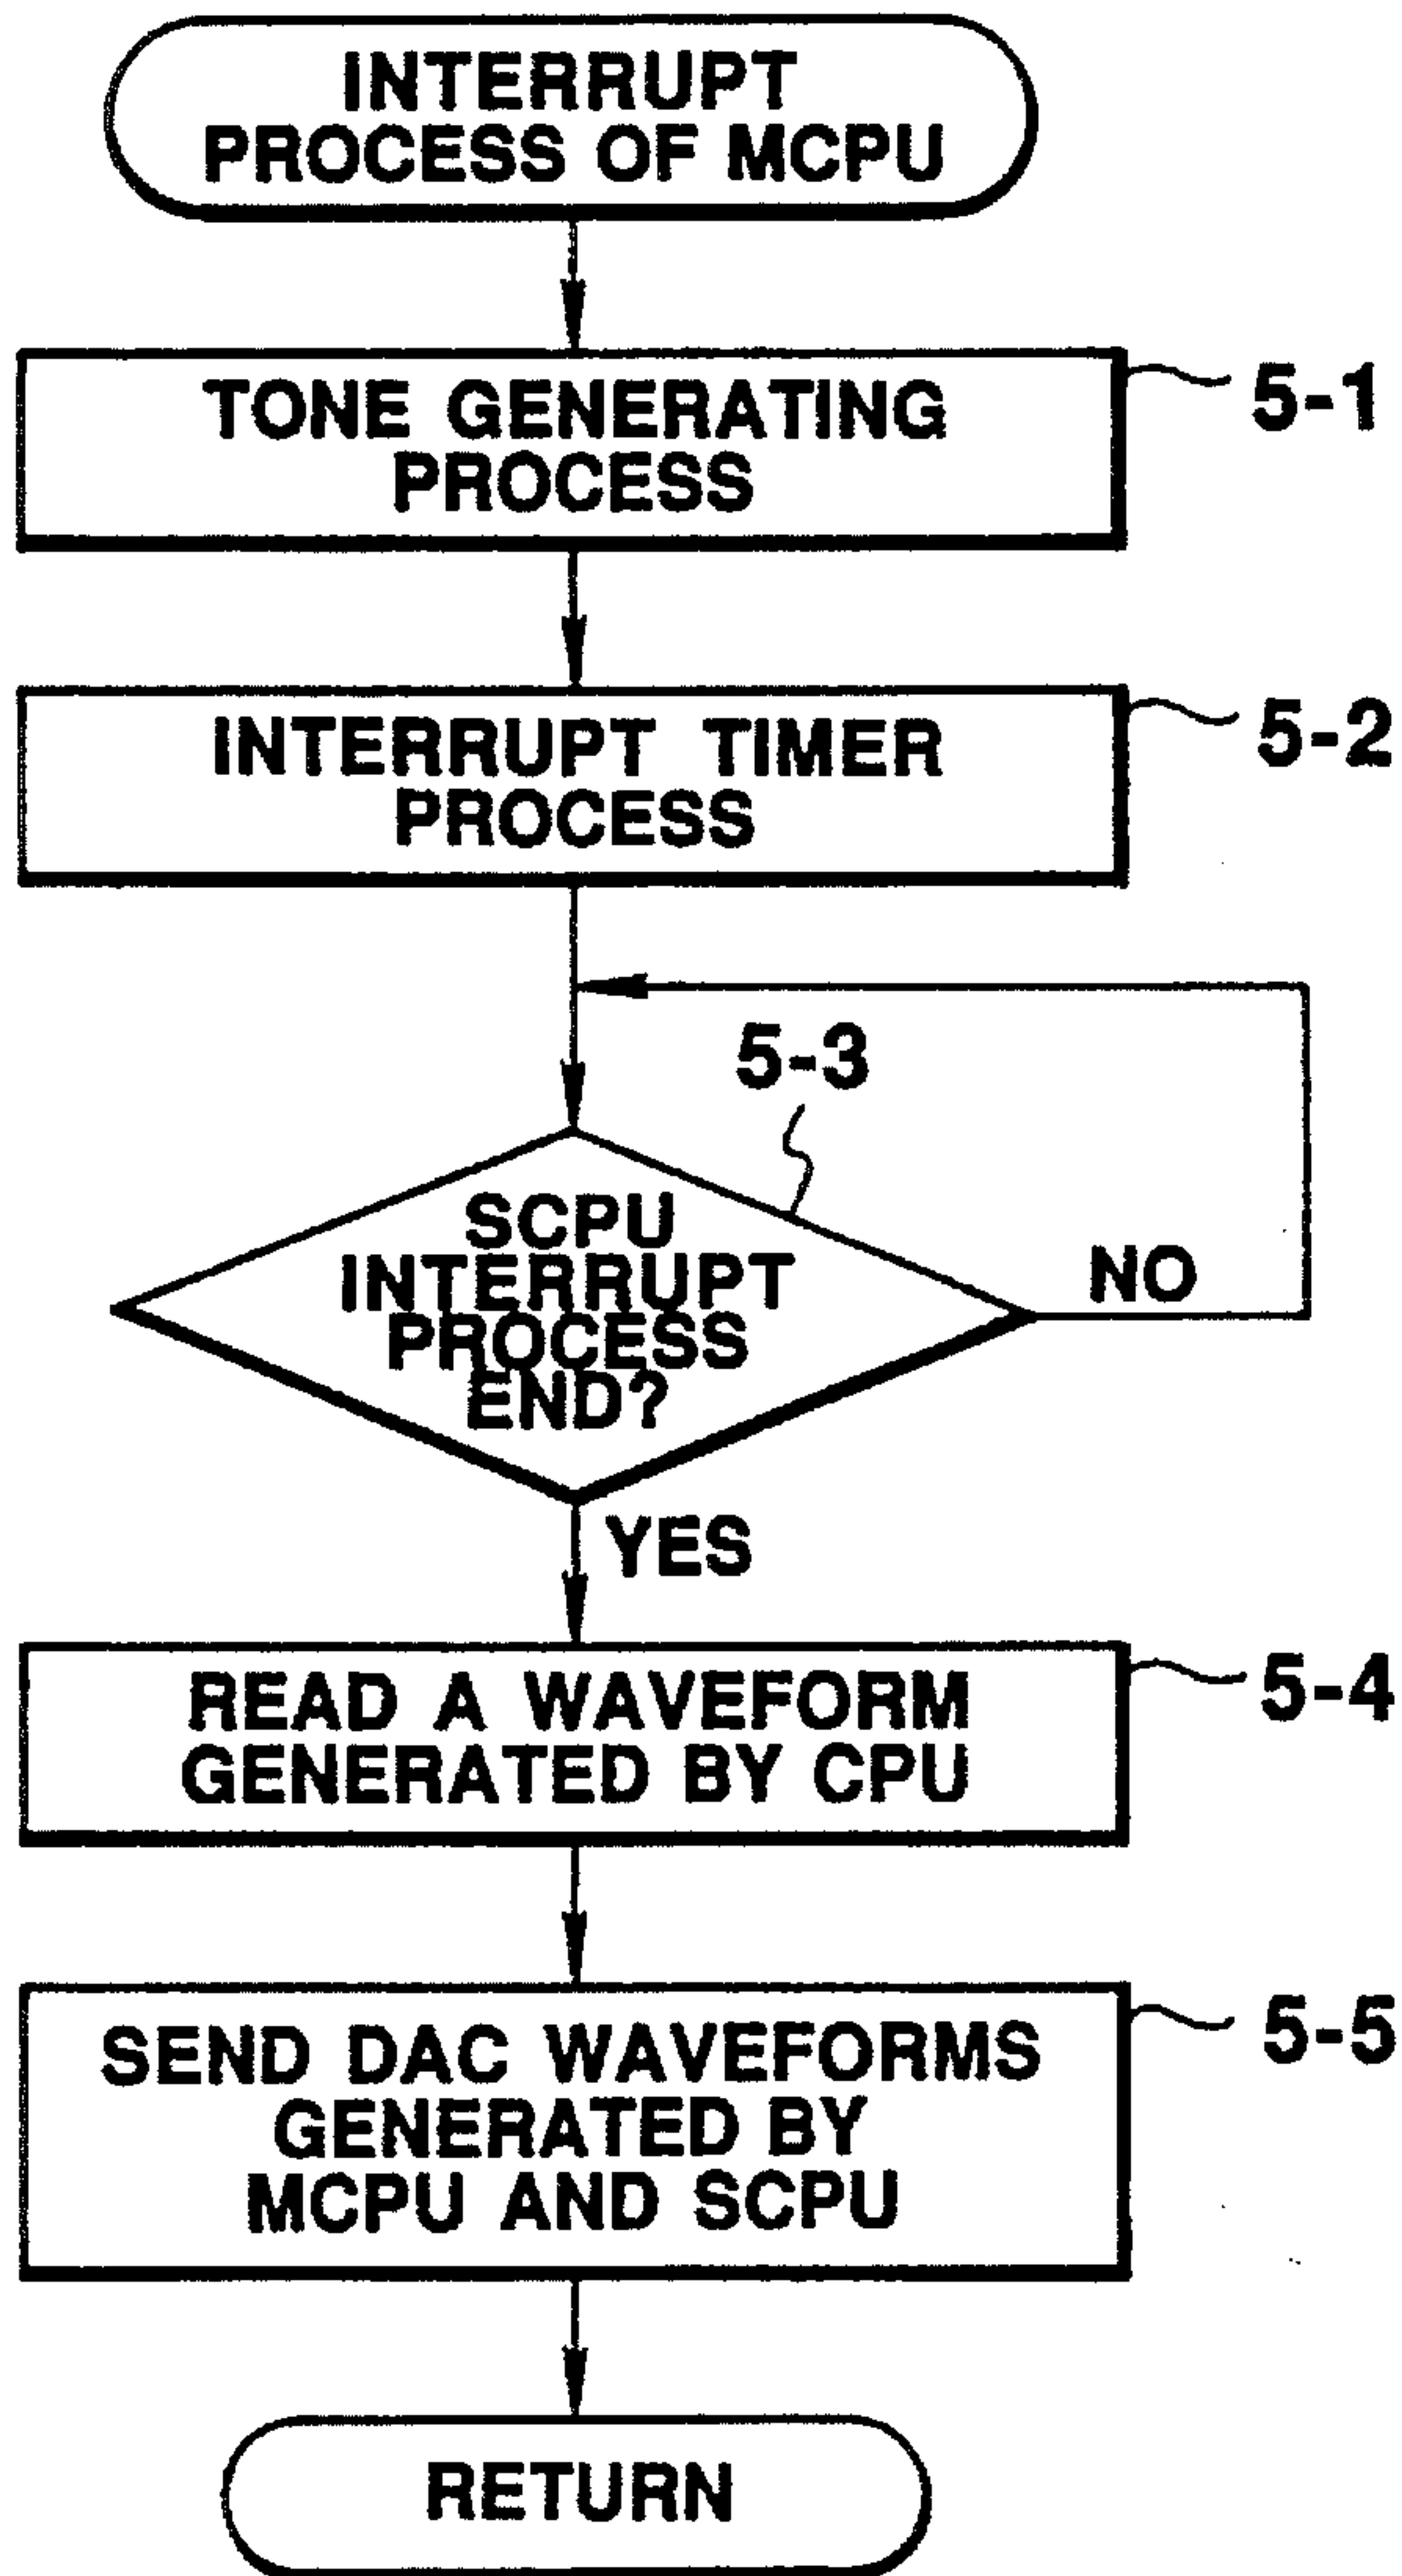 INTERRUPT
PROCESS OF MCPU
TONE GENERATING
PROCESS
5-1
INTERRUPT TIMER
PROCESS
5-2
5-3
SCPU
INTERRUPT
PROCESS
END?
NO
YES
READ A WAVEFORM
GENERATED BY CPU
5-4
SEND DAC WAVEFORMS
GENERATED BY
MCPU AND SCPU
5-5
RETURN